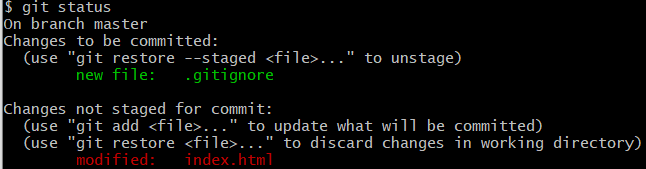 $ git status
On branch master
Changes to be committed:
  (use "git restore --staged <file>..." to unstage)
        new file:   .gitignore

Changes not staged for commit:
  (use "git add <file>..." to update what will be committed)
  (use "git restore <file>..." to discard changes in working directory)
        modified:   index.html